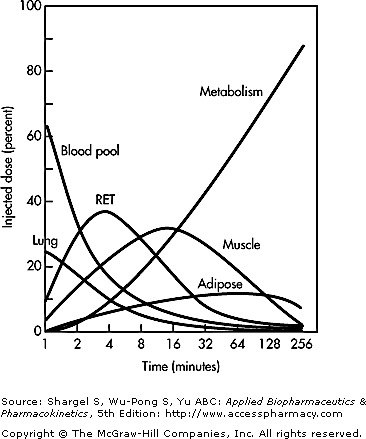 100
80
60
40
20
0
Injected dose (percent)
Metabolism
Blood pool
RET
Lung
Muscle
Adipose
1 2 4 8 16 32 64 128 256
Time (minutes)
Source: Shargel S, Wu-Pong S, Yu ABC: Applied Biopharmaceutics &
Pharmacokinetics, 5th Edition: http://www.accesspharmacy.com
Copyright © The McGraw-Hill Companies, Inc. All rights reserved.